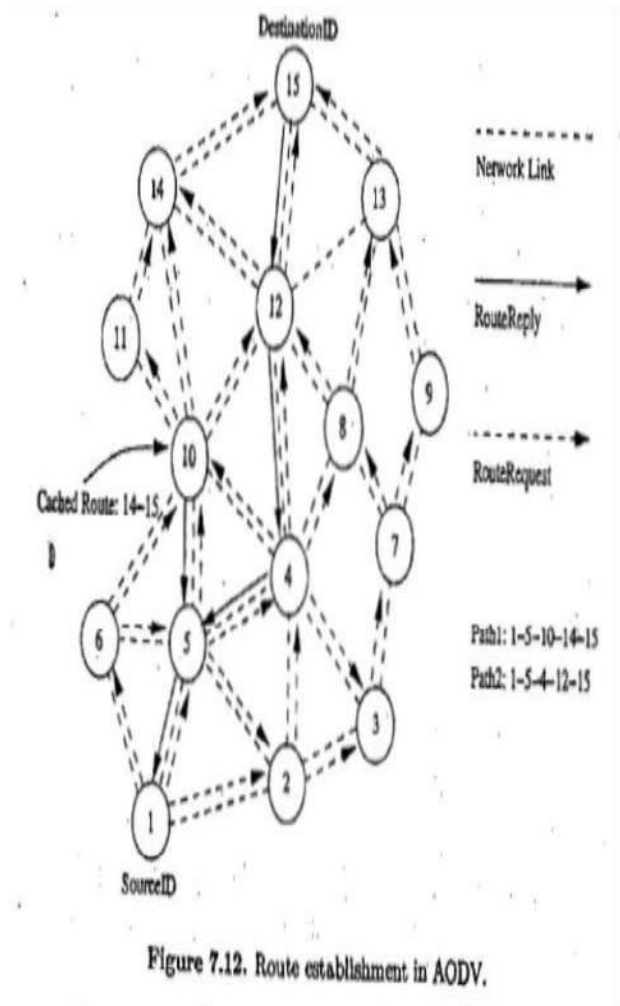 DestinationID
15
14
13
Network Link
12
11
RouteReply
9
8
10
RouteRequest
Cached Route: 14-15
7
4
6
5
Path1: 1-5-10-14-15
Path2: 1-5-4-12-15
3
2
1
SourceID
Figure 7.12. Route establishment in AODV.